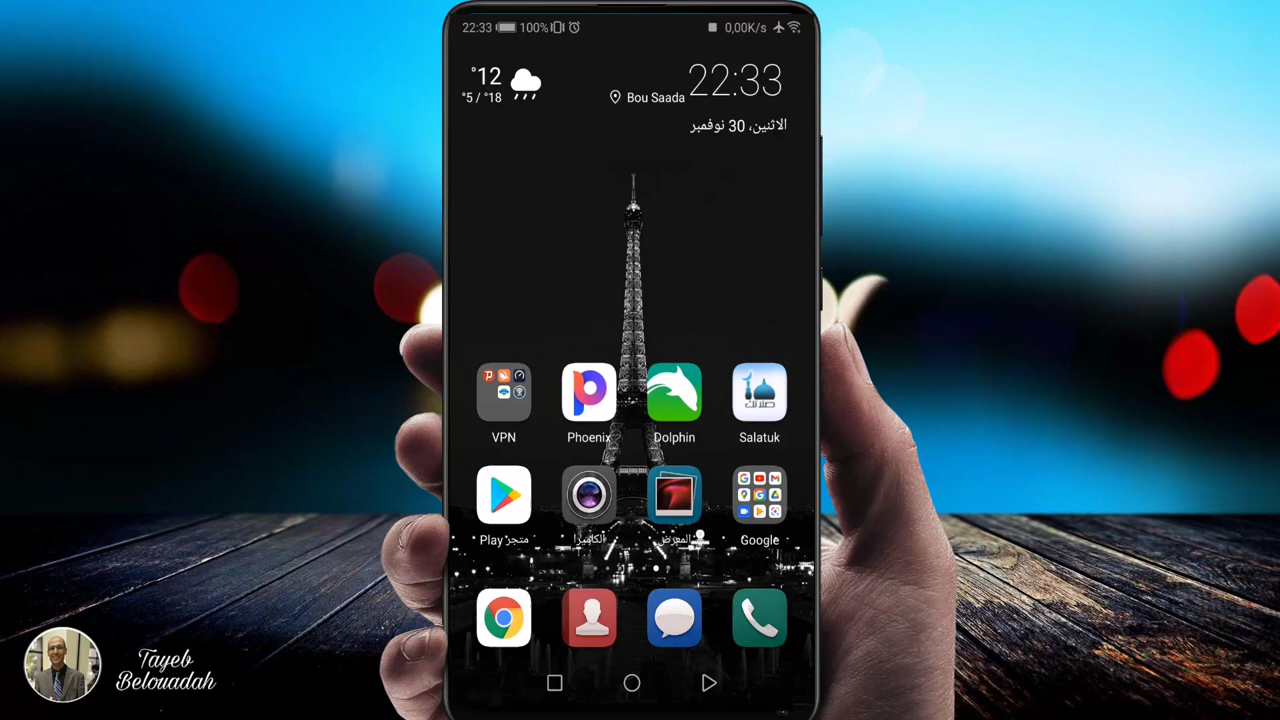 22:33 100% 0,00K/s
°12
°5 / °18
Bou Saada 22:33
الاثنين، 30 نوفمبر
VPN Phoenix Dolphin Salatuk
متجر Play الكاميرا المعرض Google
Tayeb
Belouadah